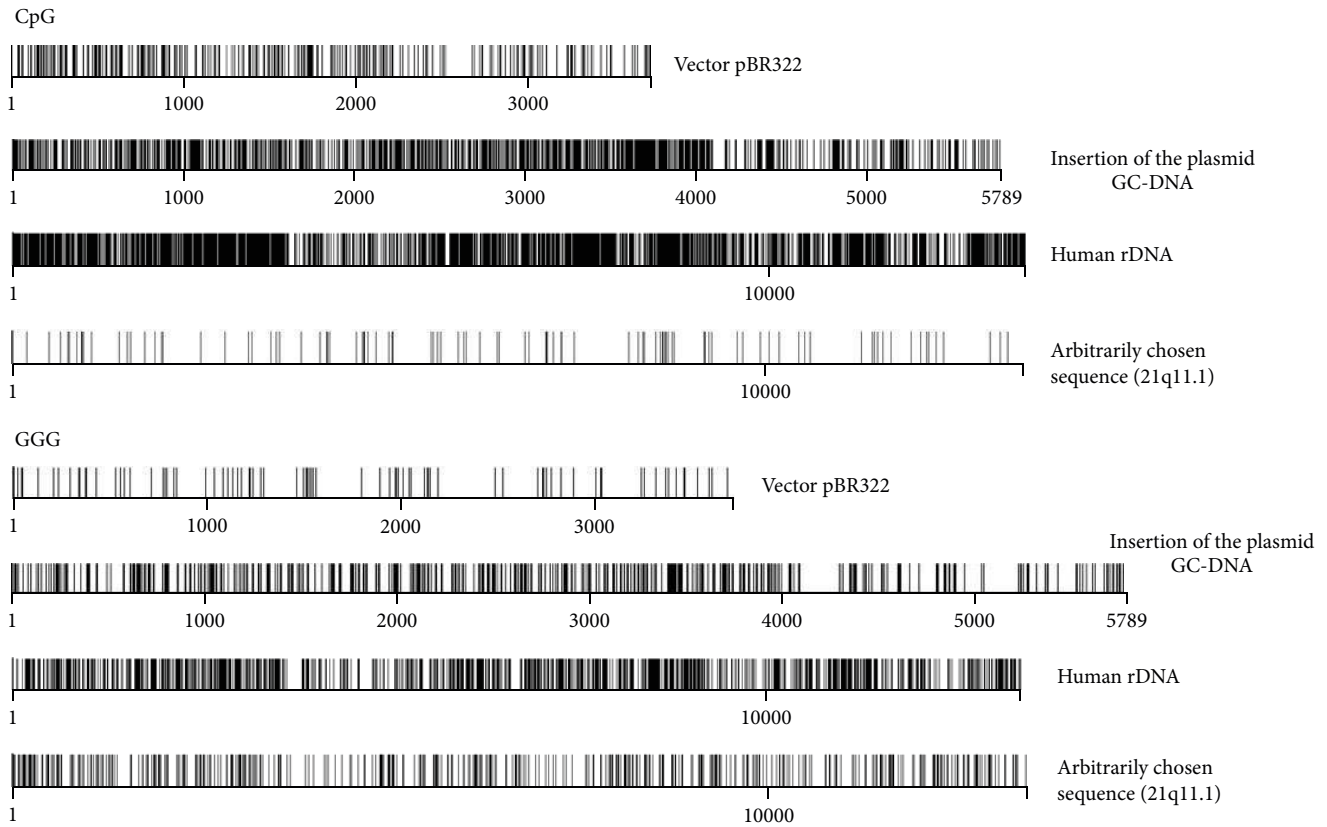 CpG
Vector pBR322
1 1000 2000 3000
Insertion of the plasmid
GC-DNA
1 1000 2000 3000 4000 5000 5789
Human rDNA
1 10000
Arbitrarily chosen
sequence (21q11.1)
1 10000
GGG
Vector pBR322
1 1000 2000 3000
Insertion of the plasmid
GC-DNA
1 1000 2000 3000 4000 5000 5789
Human rDNA
1 10000
Arbitrarily chosen
sequence (21q11.1)
1 10000